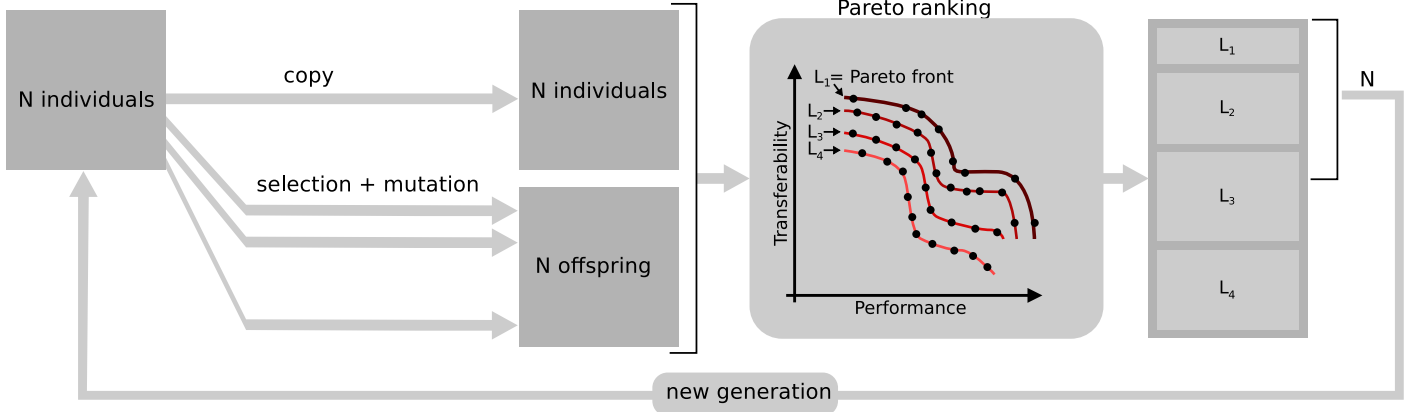 Pareto ranking
N individuals
copy
N individuals
selection + mutation
N offspring
L1= Pareto front
L2
L3
L4
Transferability
Performance
L1
L2
L3
L4
N
new generation